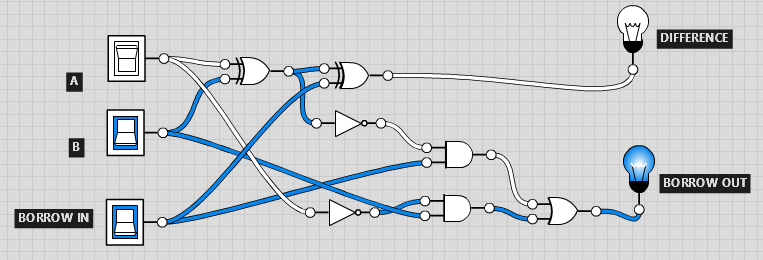 DIFFERENCE
A
B
BORROW OUT
BORROW IN